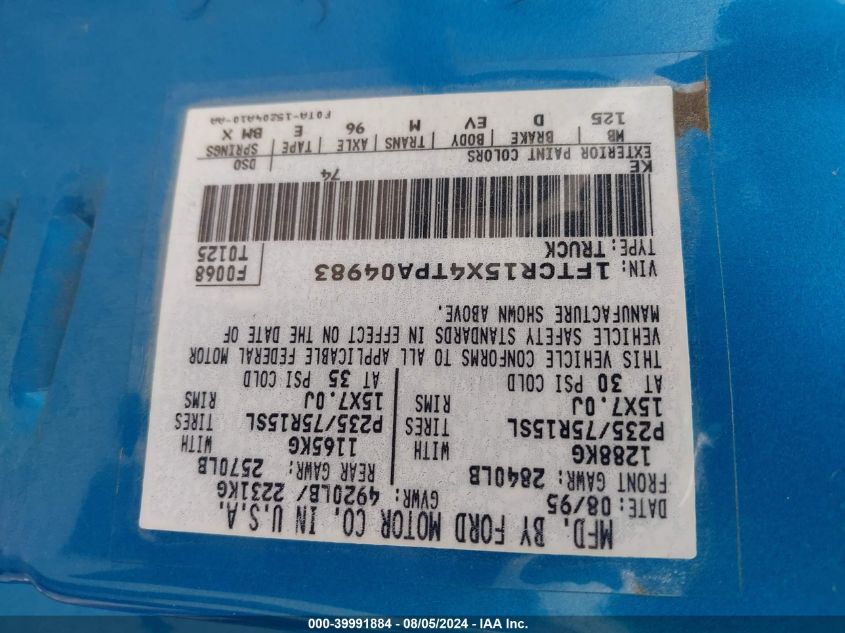 MFD. BY FORD MOTOR CO. IN U.S.A.
DATE: 08/95
GVWR: 4920LB/ 2231KG
FRONT GAWR: 2840LB
1288KG WITH
P235/75R15SL TIRES
15X7.0J RIMS
AT 30 PSI COLD
REAR GAWR: 2570LB
1165KG WITH
P235/75R15SL TIRES
15X7.0J RIMS
AT 35 PSI COLD
THIS VEHICLE CONFORMS TO ALL APPLICABLE FEDERAL MOTOR
VEHICLE SAFETY STANDARDS IN EFFECT ON THE DATE OF
MANUFACTURE SHOWN ABOVE.
VIN: 1FTCR15X4TPA04983
TYPE: TRUCK
F0068
T0125
74
KE
EXTERIOR PAINT COLORS DSO
WB BRAKE BODY TRANS AXLE TAPE SPRINGS
125 D EV M 96 E BM X
F0TA-15204A10-AA
000-39991884 - 08/05/2024 - IAA Inc.